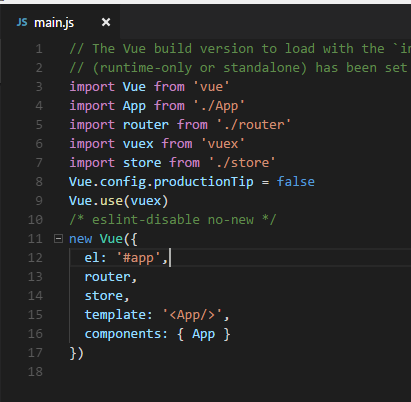 JS main.js ×
1 // The Vue build version to load with the `in
2 // (runtime-only or standalone) has been set
3 import Vue from 'vue'
4 import App from './App'
5 import router from './router'
6 import vuex from 'vuex'
7 import store from './store'
8 Vue.config.productionTip = false
9 Vue.use(vuex)
10 /* eslint-disable no-new */
11 new Vue({
12   el: '#app',
13   router,
14   store,
15   template: '<App/>',
16   components: { App }
17 })
18